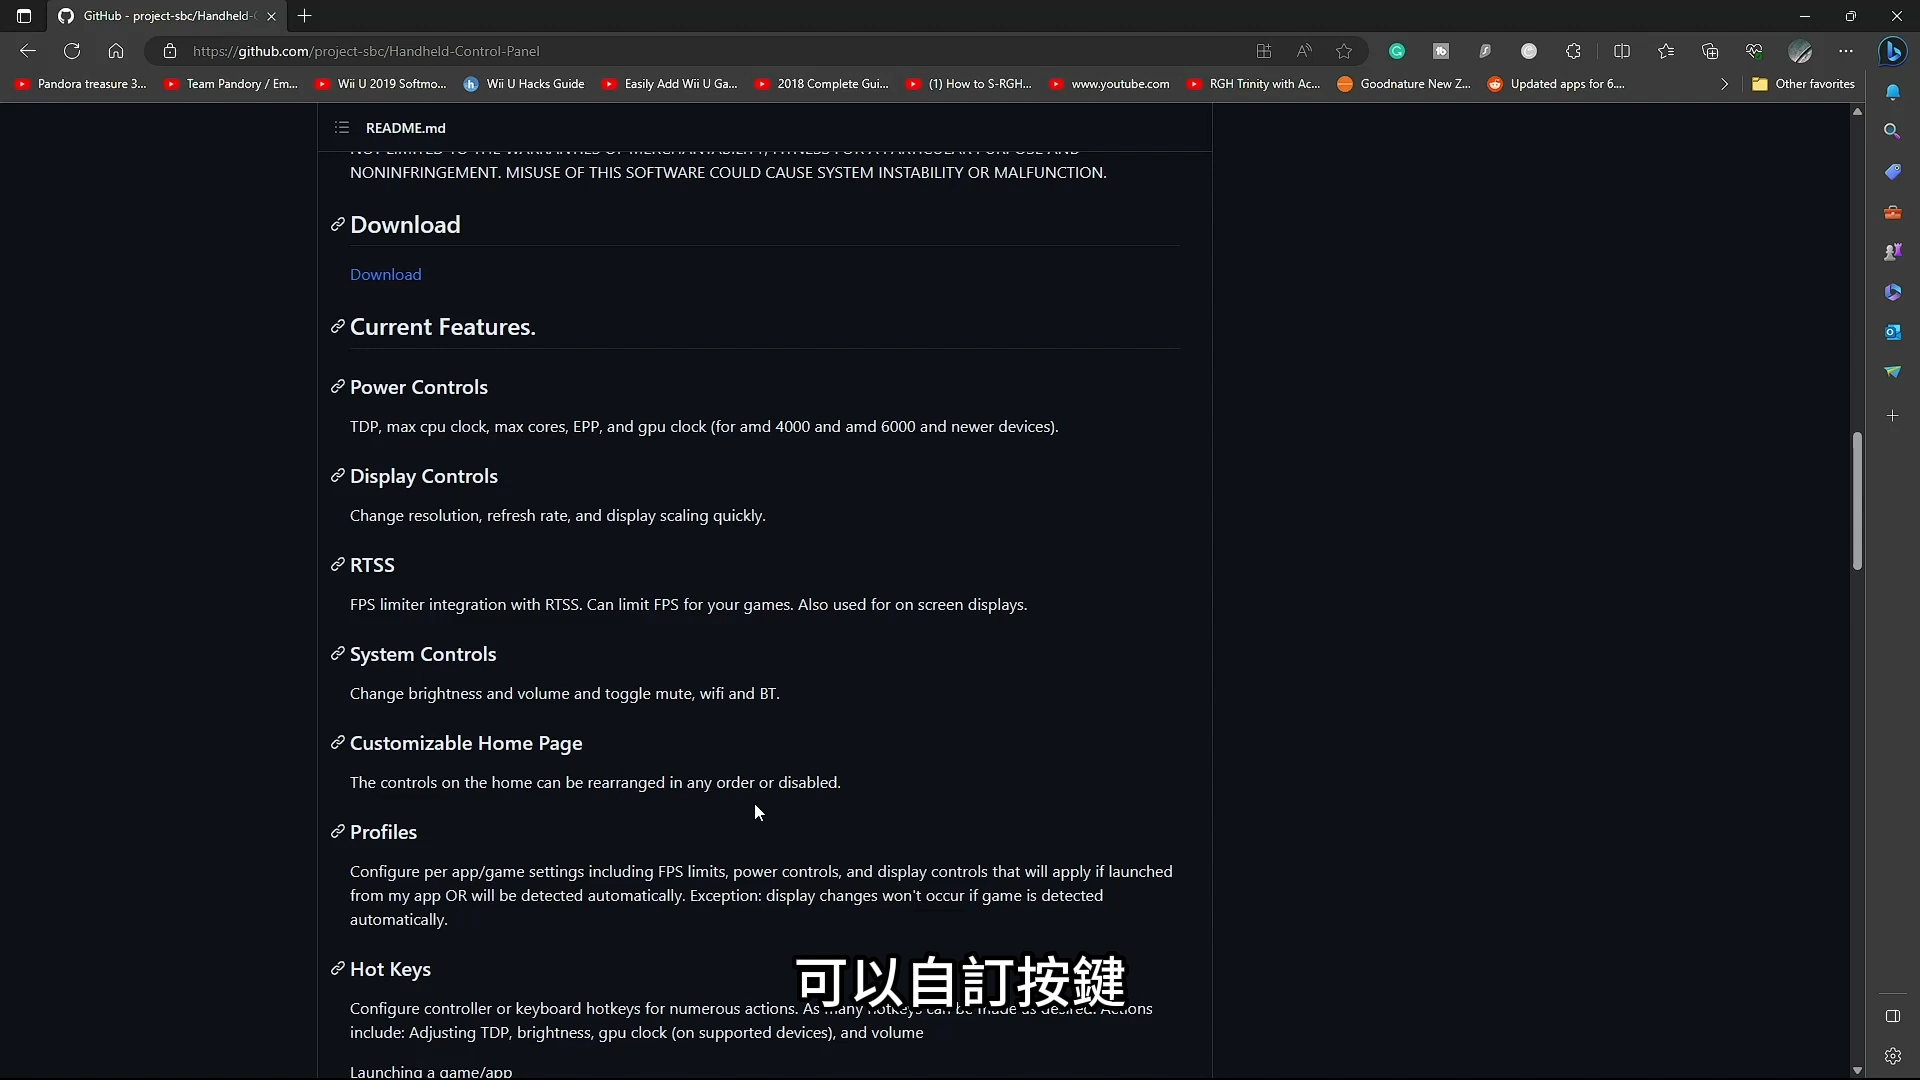 GitHub - project-sbc/Handheld-
https://github.com/project-sbc/Handheld-Control-Panel
Pandora treasure 3...
Team Pandory / Em...
Wii U 2019 Softmo...
Wii U Hacks Guide
Easily Add Wii U Ga...
2018 Complete Gui...
(1) How to S-RGH...
www.youtube.com
RGH Trinity with Ac...
Goodnature New Z...
Updated apps for 6....
Other favorites
README.md
NONINFRINGEMENT. MISUSE OF THIS SOFTWARE COULD CAUSE SYSTEM INSTABILITY OR MALFUNCTION.
Download
Download
Current Features.
Power Controls
TDP, max cpu clock, max cores, EPP, and gpu clock (for amd 4000 and amd 6000 and newer devices).
Display Controls
Change resolution, refresh rate, and display scaling quickly.
RTSS
FPS limiter integration with RTSS. Can limit FPS for your games. Also used for on screen displays.
System Controls
Change brightness and volume and toggle mute, wifi and BT.
Customizable Home Page
The controls on the home can be rearranged in any order or disabled.
Profiles
Configure per app/game settings including FPS limits, power controls, and display controls that will apply if launched
from my app OR will be detected automatically. Exception: display changes won't occur if game is detected
automatically.
Hot Keys
可以自訂按鍵
Configure controller or keyboard hotkeys for numerous actions. As many hotkeys can be made as desired. Actions
include: Adjusting TDP, brightness, gpu clock (on supported devices), and volume
Launching a game/app